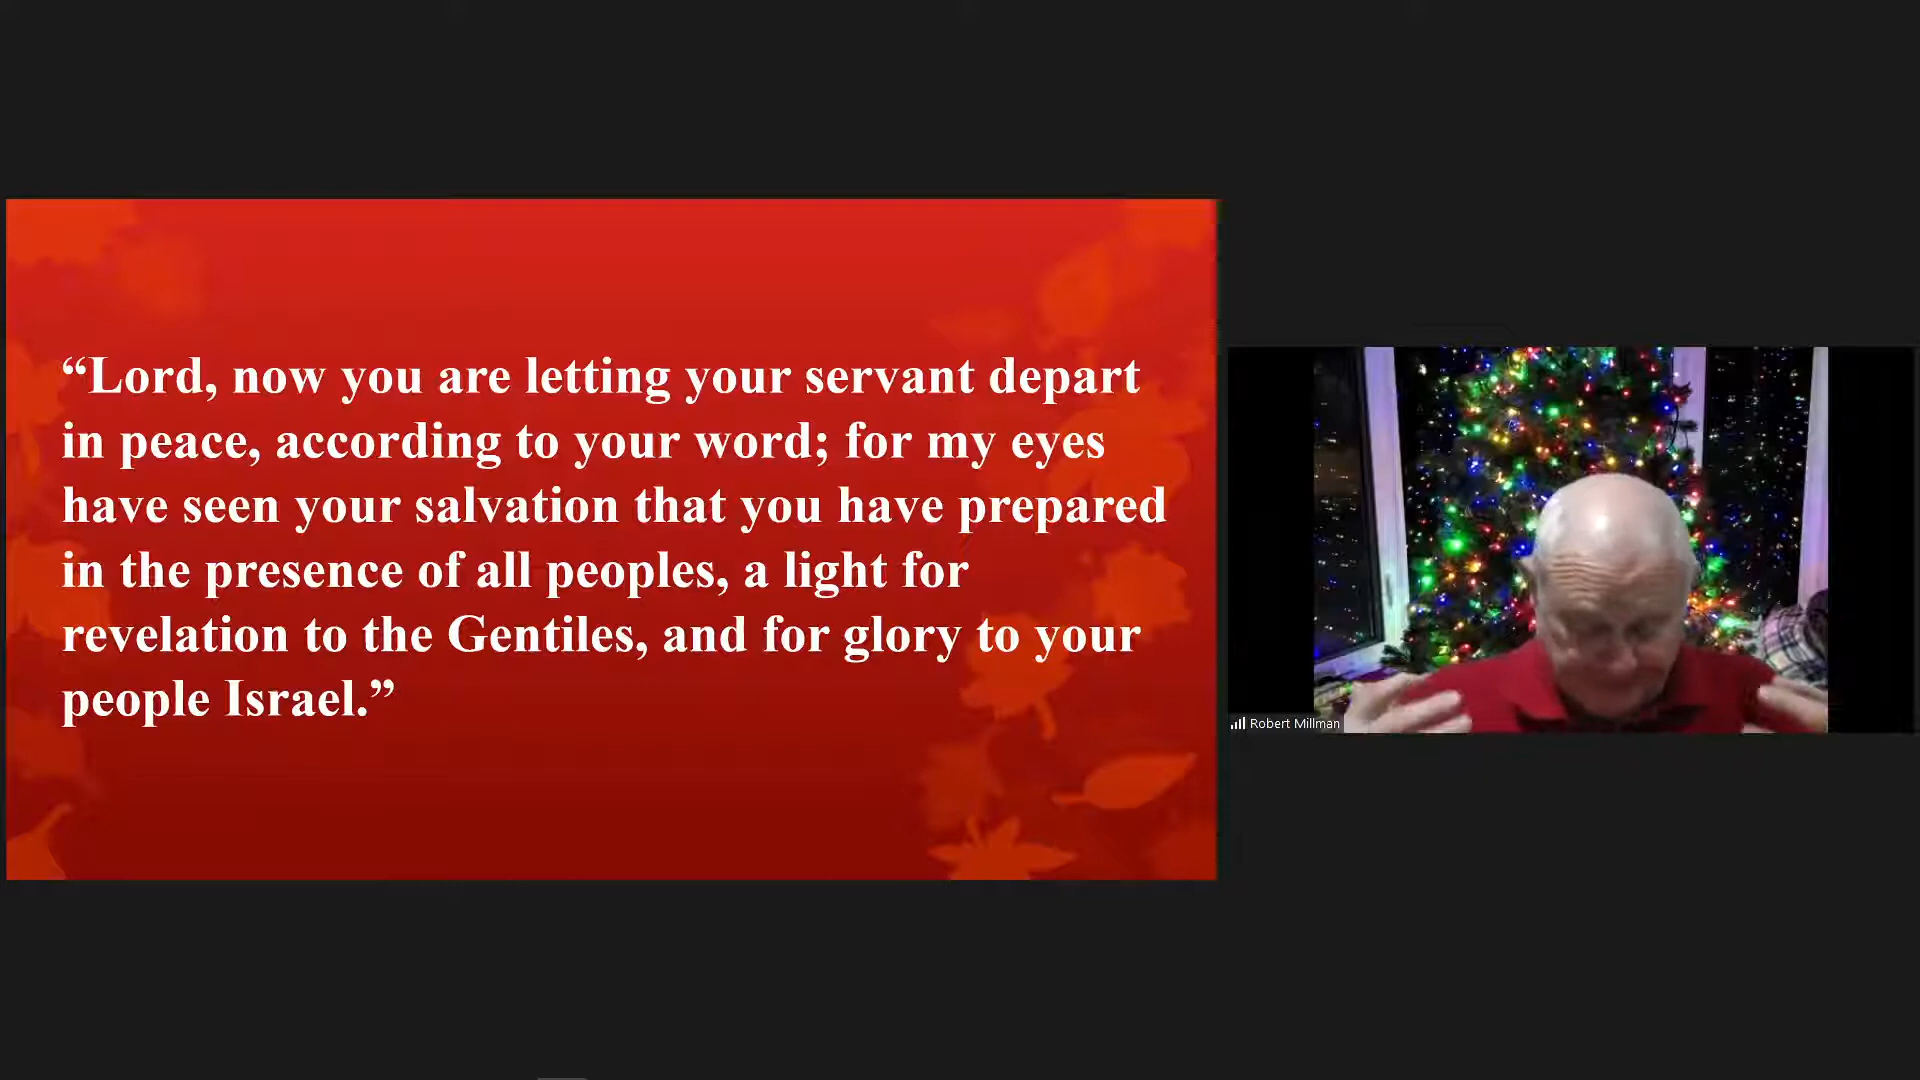 “Lord, now you are letting your servant depart
in peace, according to your word; for my eyes
have seen your salvation that you have prepared
in the presence of all peoples, a light for
revelation to the Gentiles, and for glory to your
people Israel.”
Robert Millman